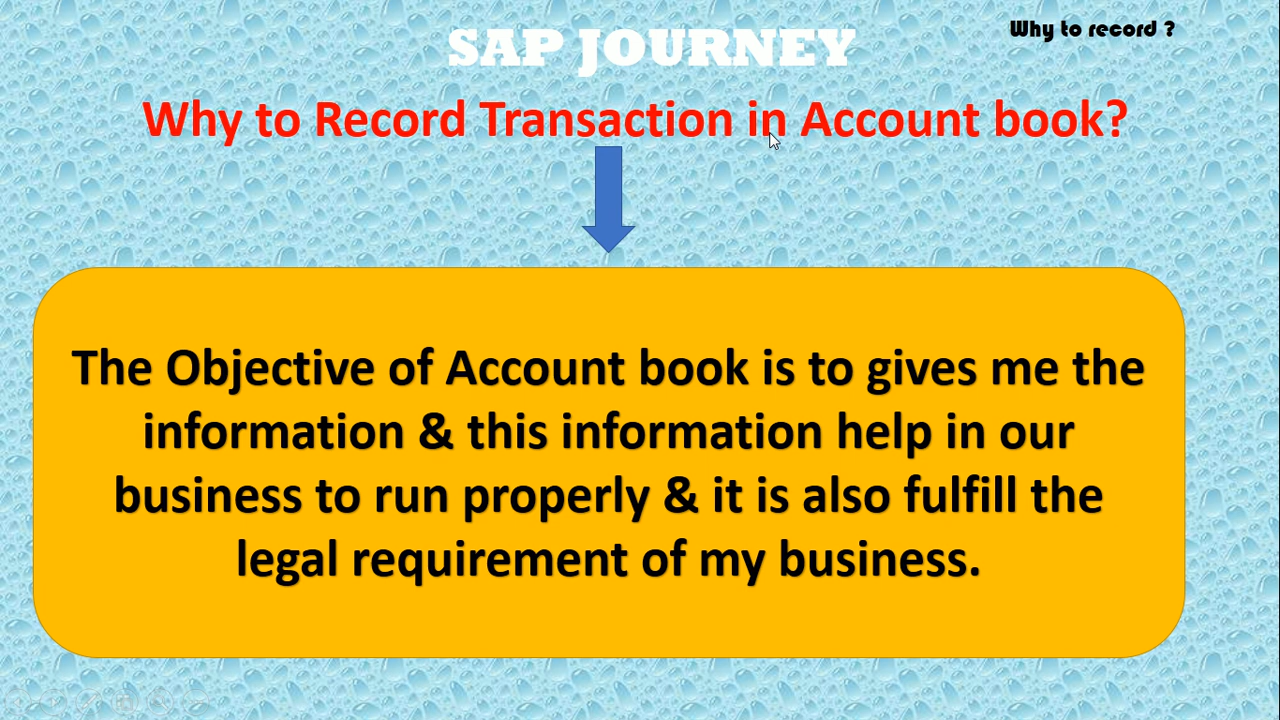 Why to record ?
SAP JOURNEY
Why to Record Transaction in Account book?
The Objective of Account book is to gives me the
information & this information help in our
business to run properly & it is also fulfill the
legal requirement of my business.